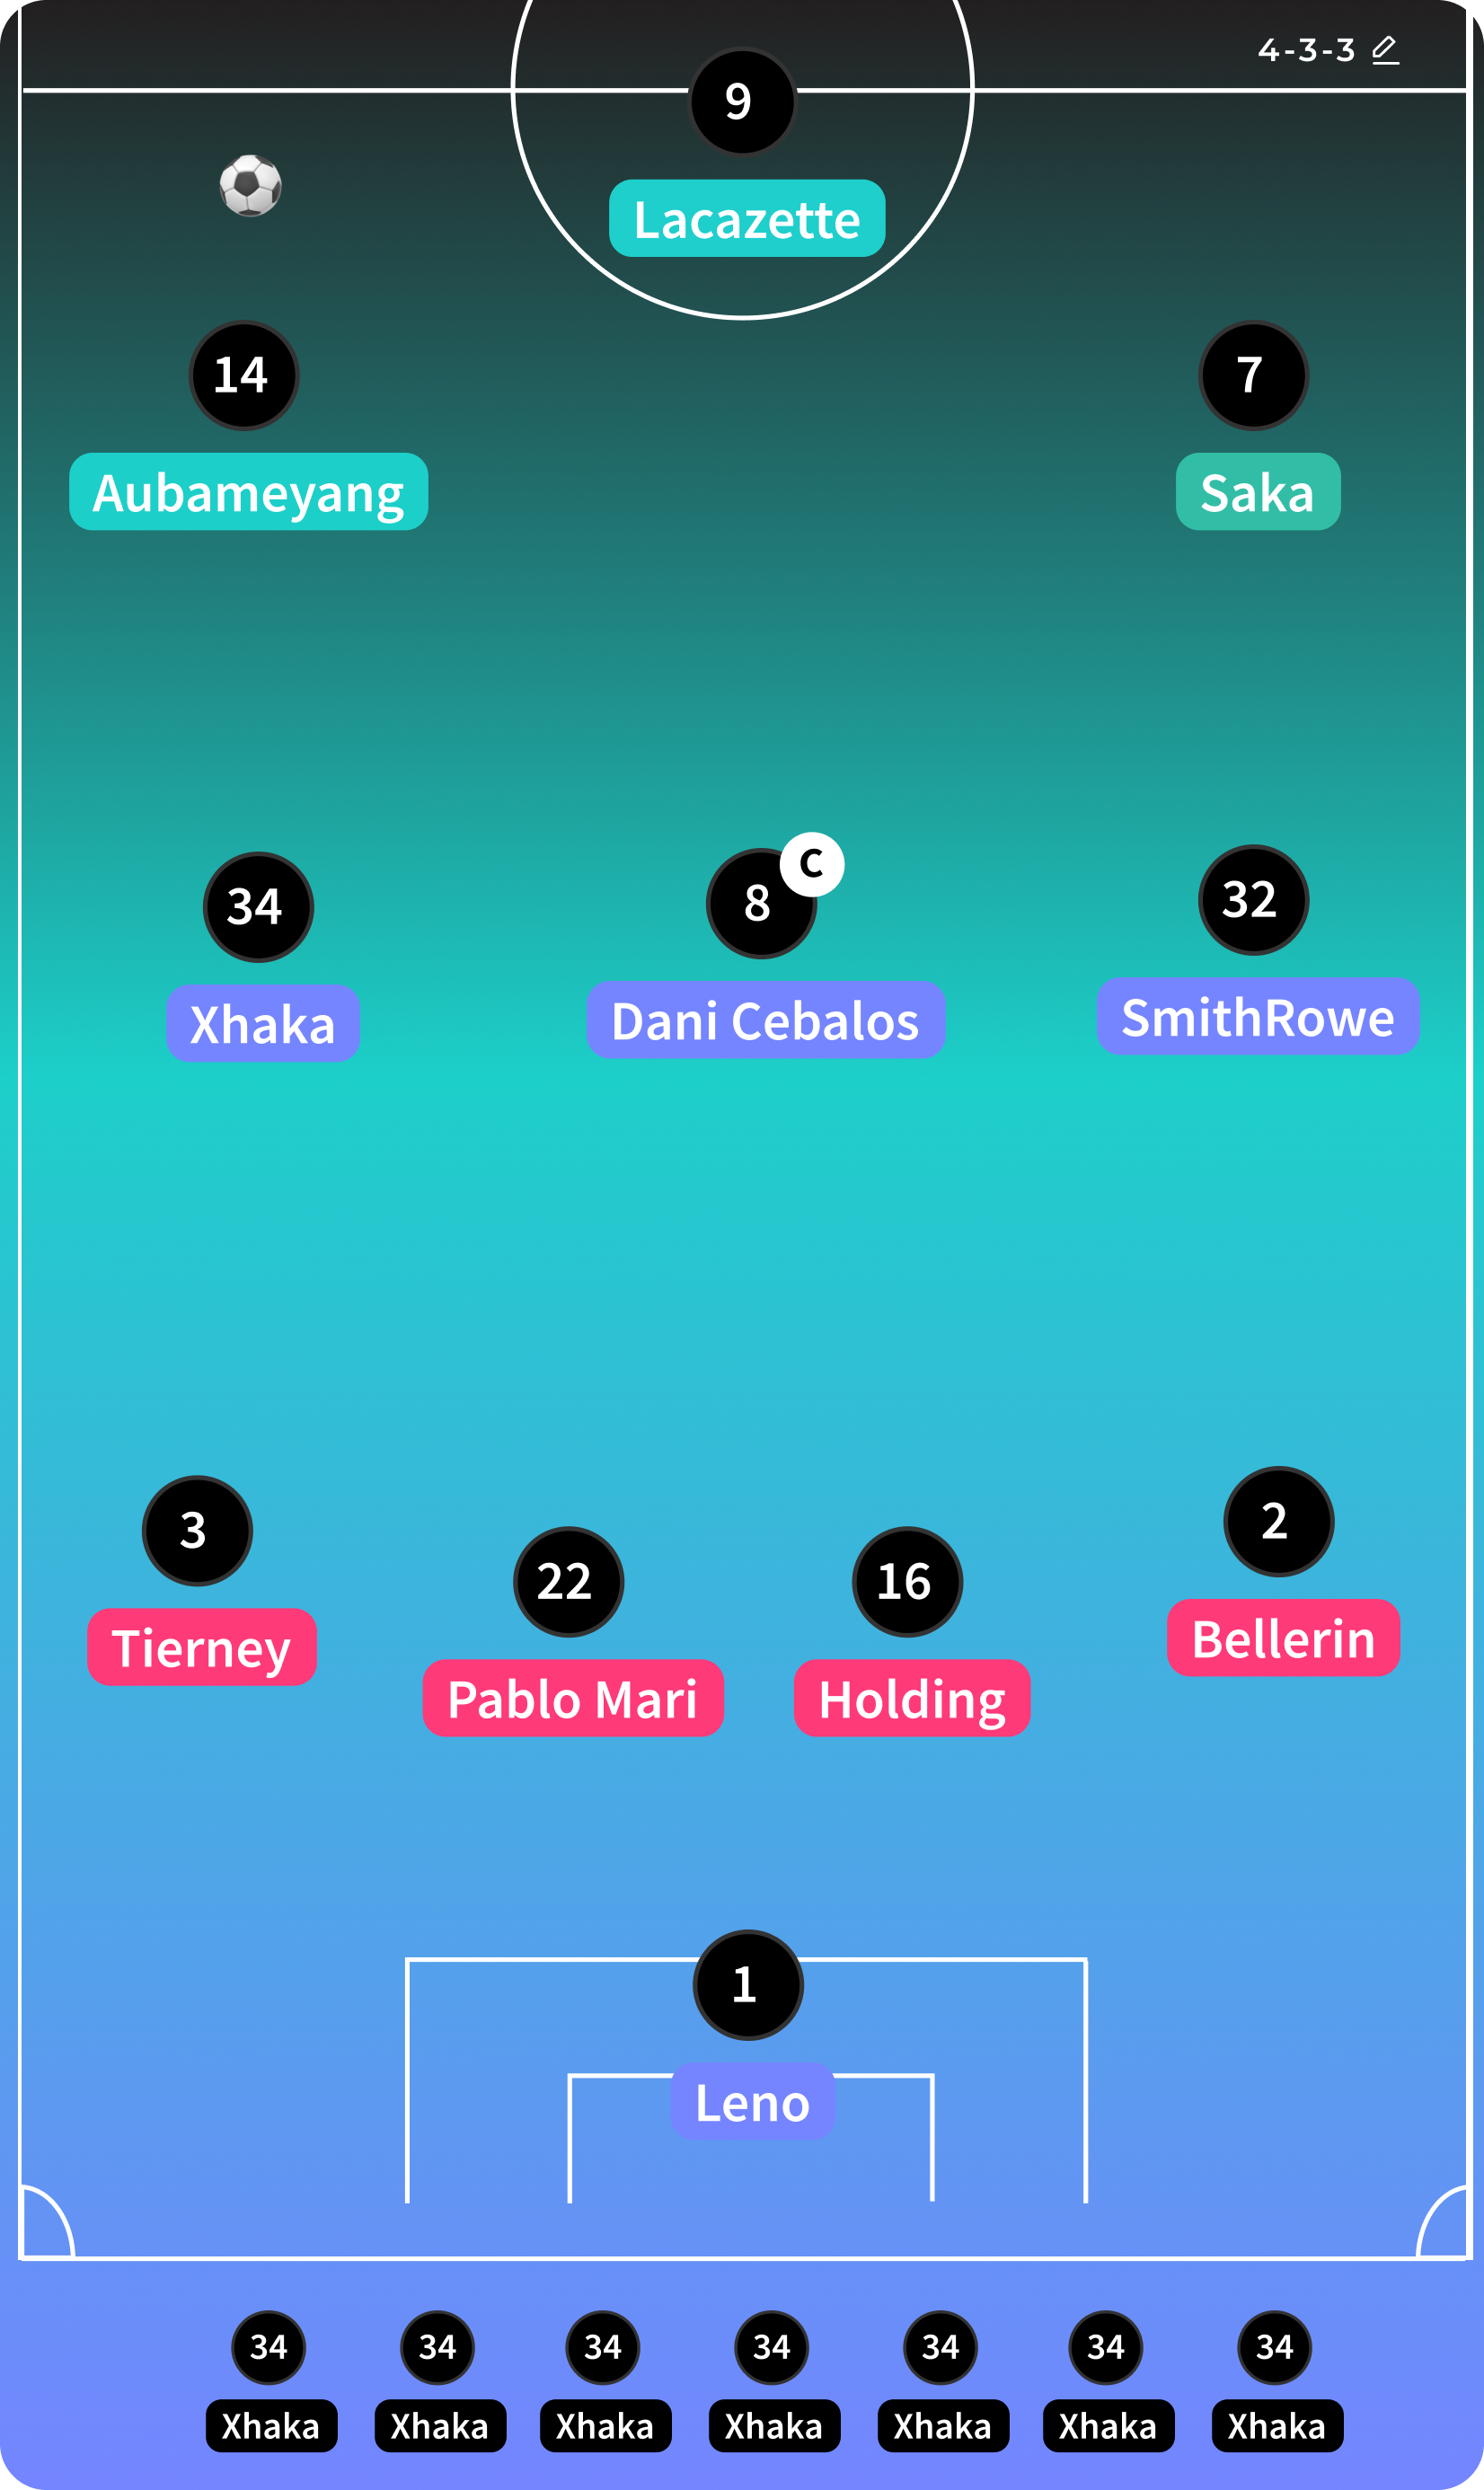 4-3-3
9
Lacazette
14
7
Aubameyang
Saka
C
34
8
32
Xhaka
Dani Cebalos
SmithRowe
3
2
22
16
Tierney
Bellerin
Pablo Mari
Holding
1
Leno
34 34 34 34 34 34 34
Xhaka Xhaka Xhaka Xhaka Xhaka Xhaka Xhaka